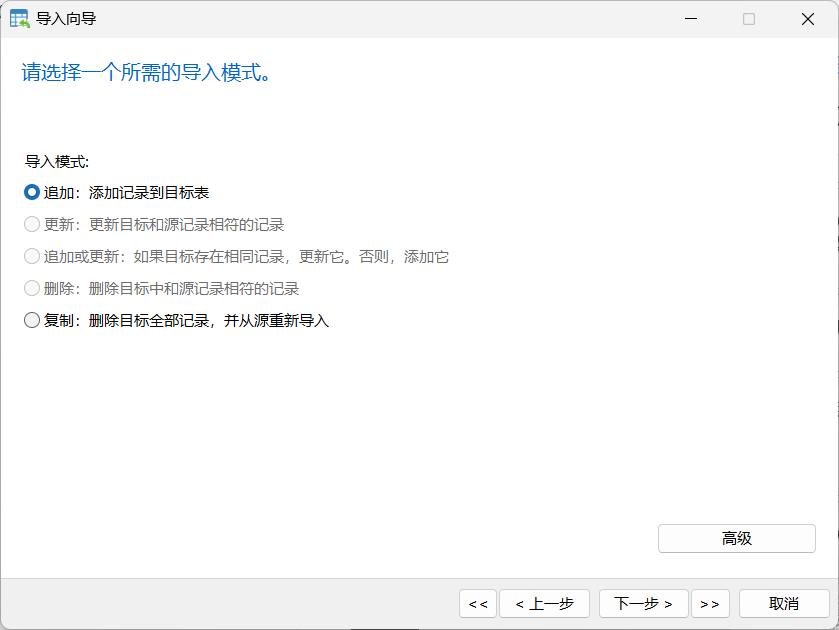 导入向导
请选择一个所需的导入模式。
导入模式:
追加：添加记录到目标表
更新：更新目标和源记录相符的记录
追加或更新：如果目标存在相同记录，更新它。否则，添加它
删除：删除目标中和源记录相符的记录
复制：删除目标全部记录，并从源重新导入
高级
<< < 上一步 下一步 > >> 取消